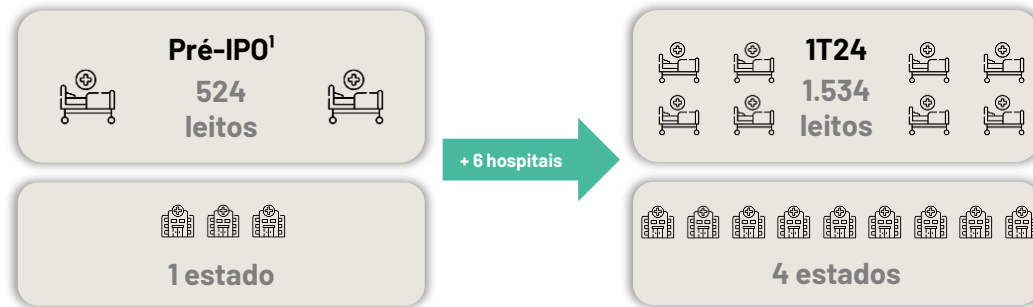 Pré-IPO¹
524
leitos
1 estado
+ 6 hospitais
1T24
1.534
leitos
4 estados